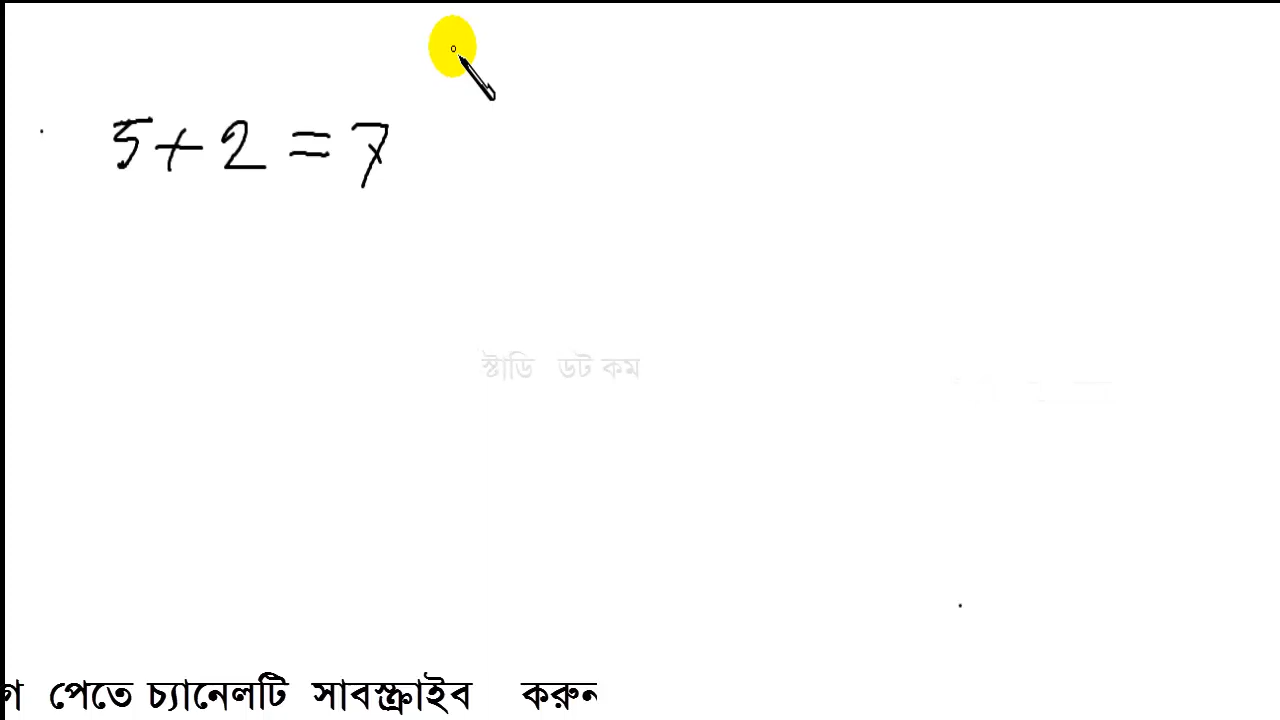 5+2=7
স্টাডি ডট কম
পেতে চ্যানেলটি সাবস্ক্রাইব করুন